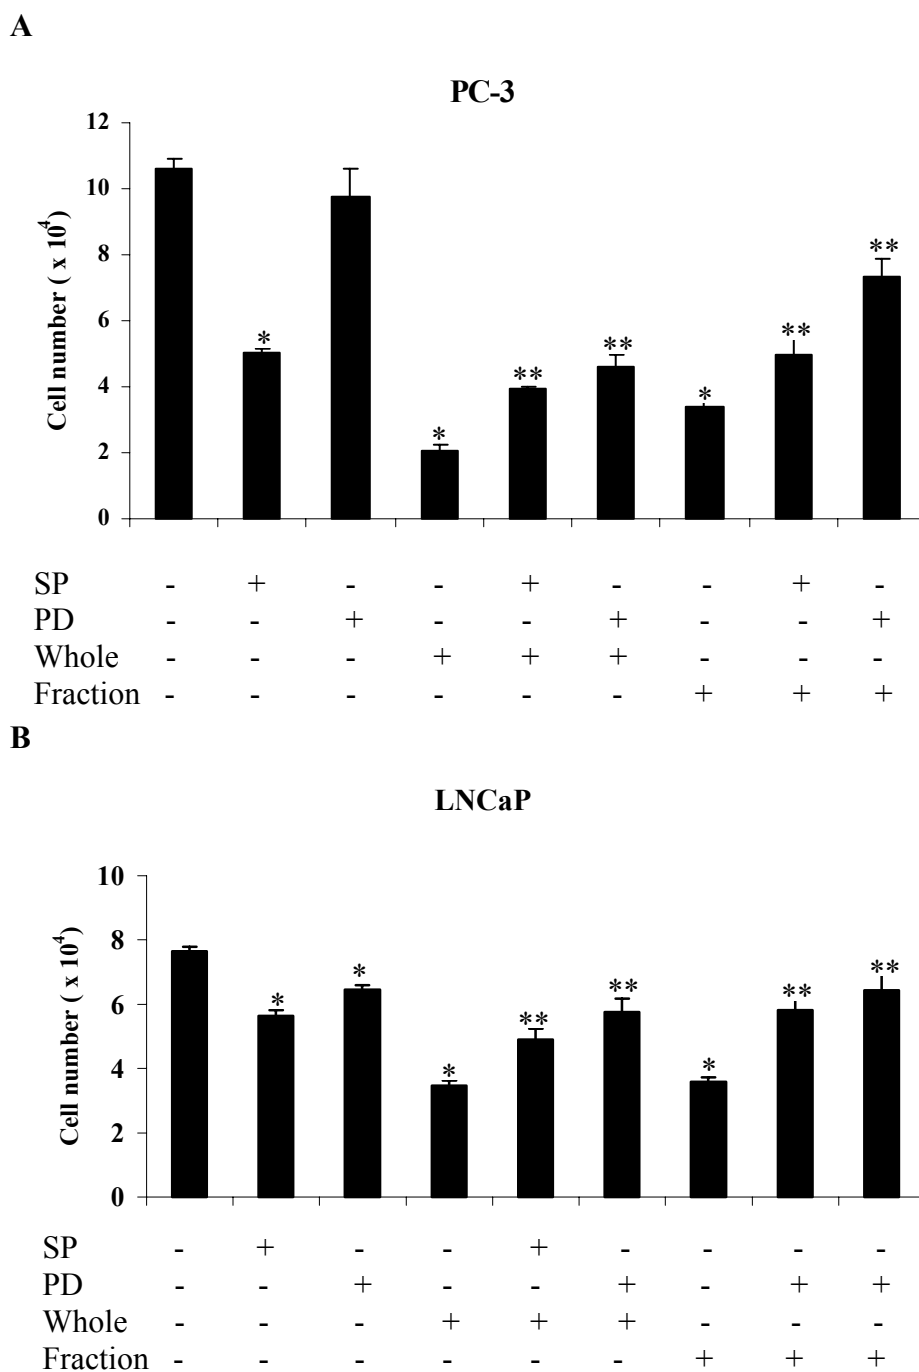 A
PC-3
12
10
8
6
4
2
0
Cell number ( x 10⁴)
*
*
**
**
*
**
**
SP - + - - + - - + -
PD - - + - - + - - +
Whole - - - + + + - - -
Fraction - - - - - - + + +
B
LNCaP
10
8
6
4
2
0
Cell number ( x 10⁴)
*
*
*
**
**
*
**
**
SP - + - - + - - - -
PD - - + - - + - + +
Whole - - - + + + - - -
Fraction - - - - - - + + +